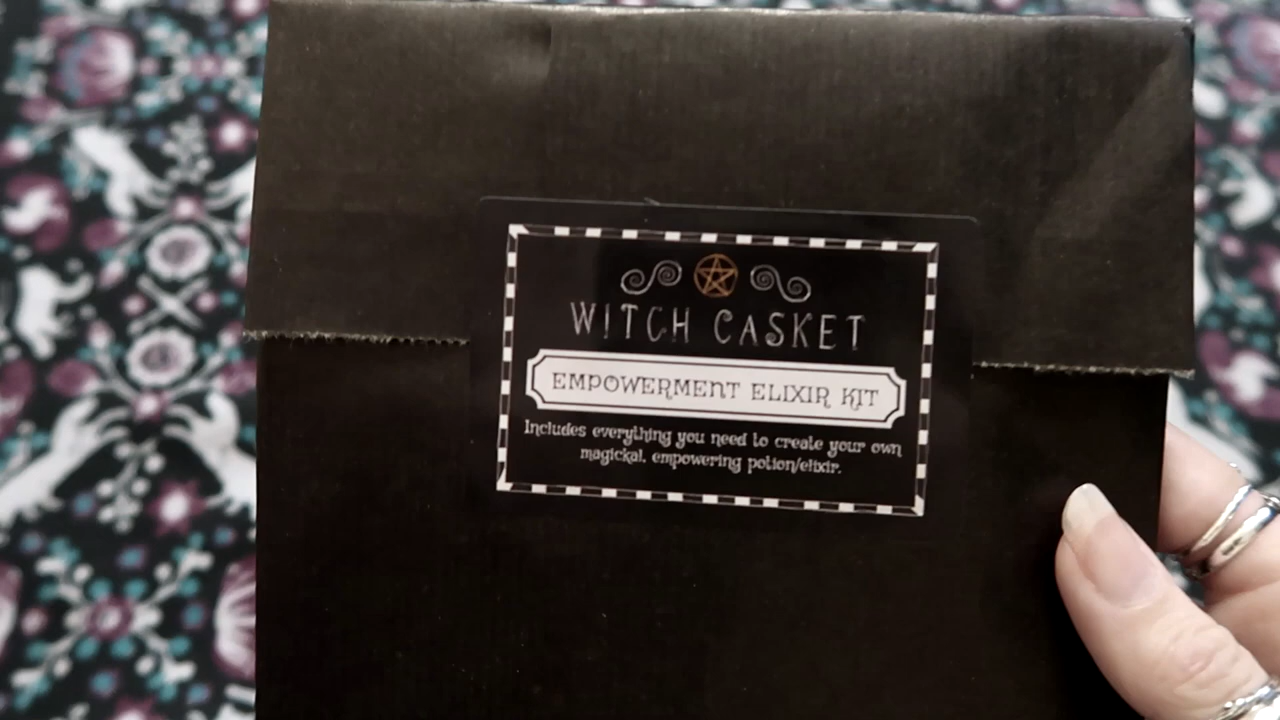 WITCH CASKET
EMPOWERMENT ELIXIR KIT
Includes everything you need to create your own
magickal, empowering potion/elixir.